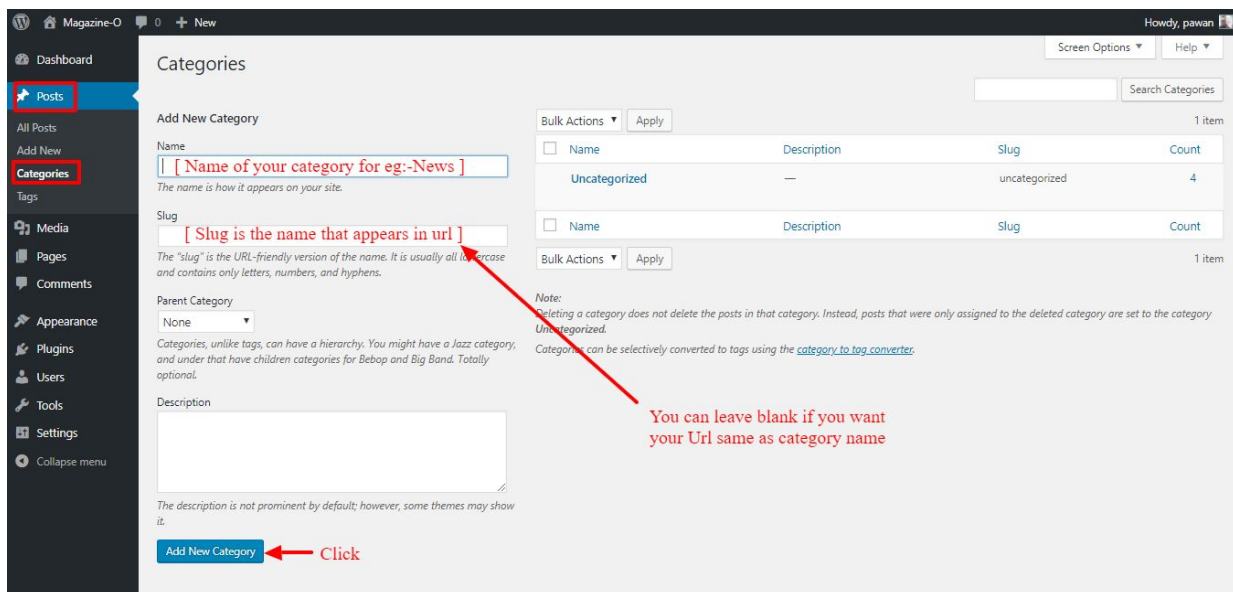 Magazine-O 0 + New Howdy, pawan
Dashboard
Posts
All Posts
Add New
Categories
Tags
Media
Pages
Comments
Appearance
Plugins
Users
Tools
Settings
Collapse menu
Screen Options ▼ Help ▼
Categories
Search Categories
Add New Category
Name
[ Name of your category for eg:-News ]
The name is how it appears on your site.
Slug
[ Slug is the name that appears in url ]
The "slug" is the URL-friendly version of the name. It is usually all lowercase
and contains only letters, numbers, and hyphens.
Parent Category
None ▼
Categories, unlike tags, can have a hierarchy. You might have a Jazz category,
and under that have children categories for Bebop and Big Band. Totally
optional.
Description
The description is not prominent by default; however, some themes may show
it.
Add New Category
Click
Bulk Actions ▼ Apply 1 item
Name Description Slug Count
Uncategorized — uncategorized 4
Name Description Slug Count
Bulk Actions ▼ Apply 1 item
Note:
Deleting a category does not delete the posts in that category. Instead, posts that were only assigned to the deleted category are set to the category
Uncategorized.
Categories can be selectively converted to tags using the category to tag converter.
You can leave blank if you want
your Url same as category name